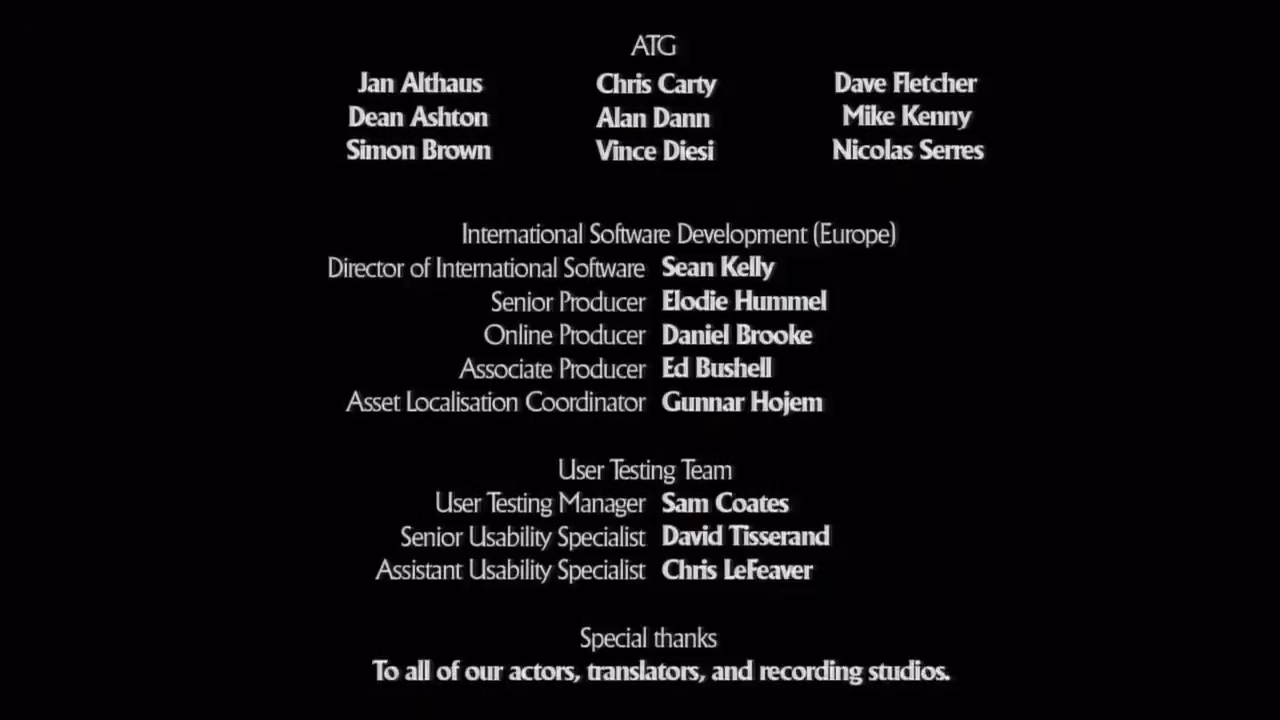 ATG
Jan Althaus Chris Carty Dave Fletcher
Dean Ashton Alan Dann Mike Kenny
Simon Brown Vince Diesi Nicolas Serres
International Software Development (Europe)
Director of International Software Sean Kelly
Senior Producer Elodie Hummel
Online Producer Daniel Brooke
Associate Producer Ed Bushell
Asset Localisation Coordinator Gunnar Hojem
User Testing Team
User Testing Manager Sam Coates
Senior Usability Specialist David Tisserand
Assistant Usability Specialist Chris LeFeaver
Special thanks
To all of our actors, translators, and recording studios.